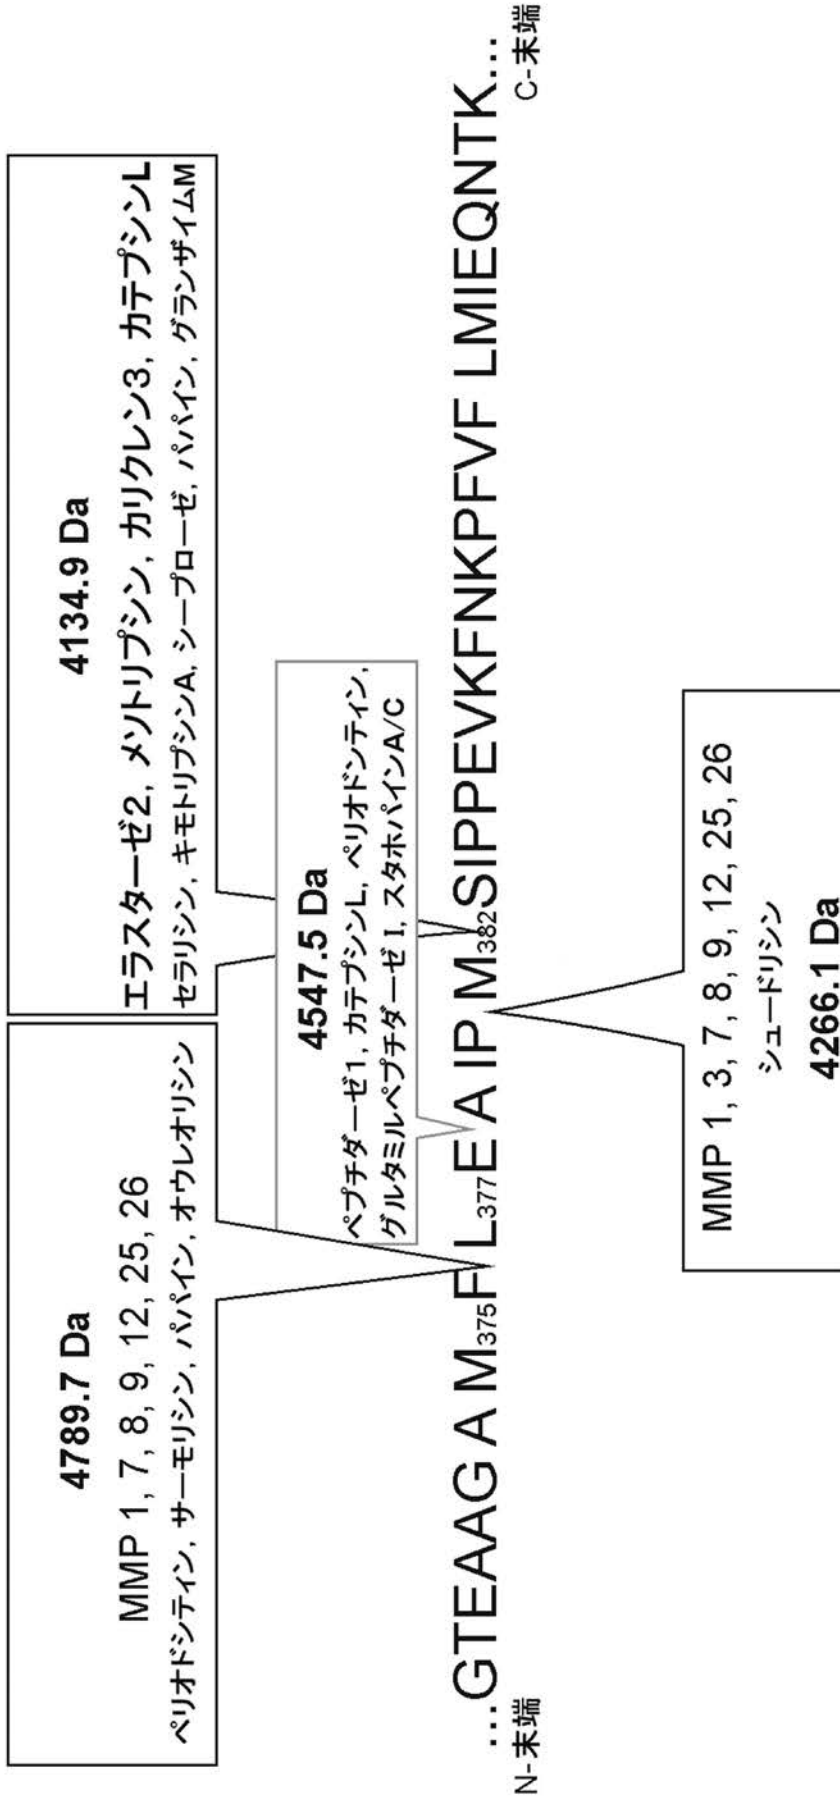 4789.7 Da
MMP 1, 7, 8, 9, 12, 25, 26
ペリオドシティン, サーモリシン, パパイン, オウレオリシン
4134.9 Da
エラスターゼ2, メソトリプシン, カリクレン3, カテプシンL
セラリシン, キモトリプシンA, シープローゼ, パパイン, グランザイムM
4547.5 Da
ペプチダーゼ1, カテプシンL, ペリオドンティン,
グルタミルペプチダーゼ I, スタホパインA/C
...GTEAAG A M375F L377E A IP M382SIPPEVKFNKPFVF LMIEQNTK...
N-末端 C-末端
MMP 1, 3, 7, 8, 9, 12, 25, 26
シュードリシン
4266.1 Da